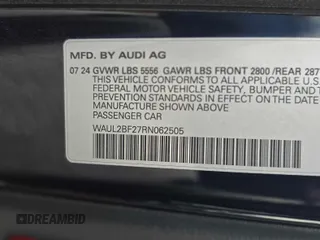 MFD. BY AUDI AG
07 24 GVWR LBS 5556 GAWR LBS FRONT 2800 /REAR 287
THIS VEHICLE CONFORMS TO ALL APPLICABLE U.S.
FEDERAL MOTOR VEHICLE SAFETY, BUMPER AND T
STANDARDS IN EFFECT ON THE DATE OF
MANUFACTURE SHOWN ABOVE
PASSENGER CAR
WAUL2BF27RN062505
© DREAMBID